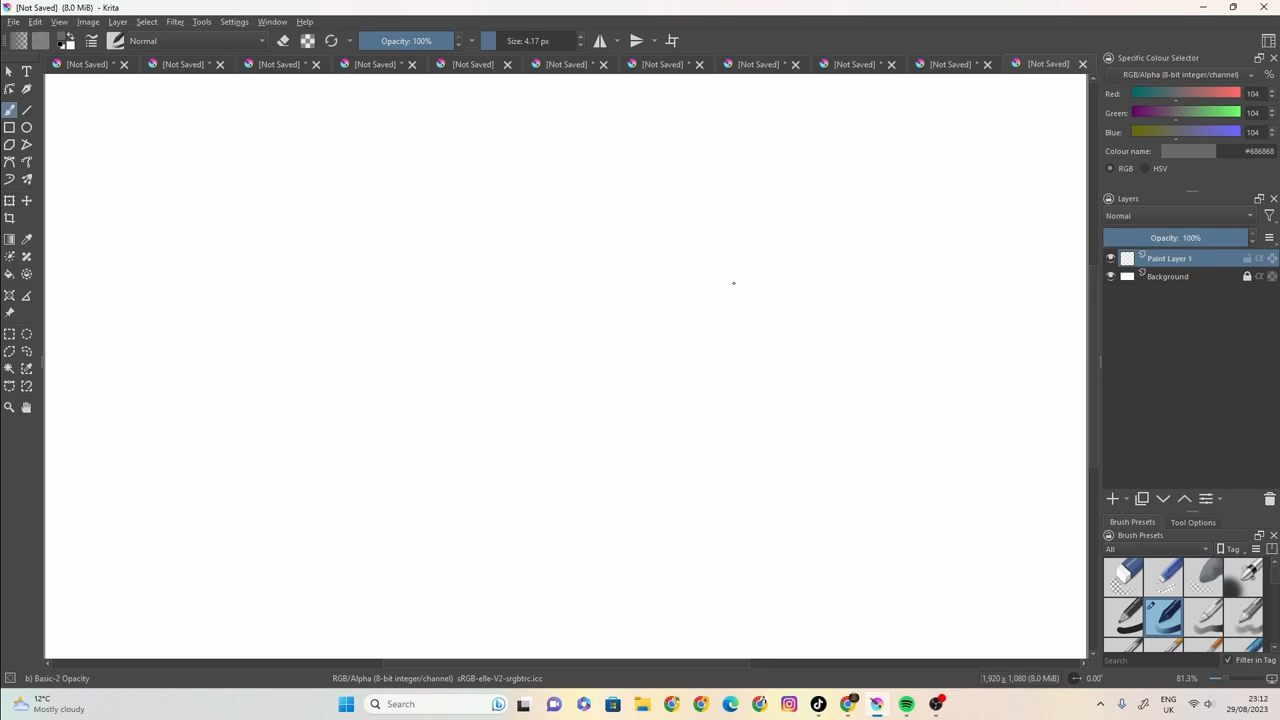 [Not Saved] (8.0 MiB) - Krita
File Edit View Image Layer Select Filter Tools Settings Window Help
Normal Opacity: 100% Size: 4.17 px
[Not Saved] * [Not Saved] * [Not Saved] * [Not Saved] * [Not Saved] [Not Saved] * [Not Saved] * [Not Saved] * [Not Saved] * [Not Saved] * [Not Saved]
Specific Colour Selector
RGB/Alpha (8-bit integer/channel) %
Red: 104
Green: 104
Blue: 104
Colour name: #686868
RGB HSV
Layers
Normal
Opacity: 100%
Paint Layer 1
Background
Brush Presets Tool Options
Brush Presets
All Tag
Search Filter in Tag
b) Basic-2 Opacity RGB/Alpha (8-bit integer/channel) sRGB-elle-V2-srgbtrc.icc 1,920 x 1,080 (8.0 MiB) 0.00° 81.3%
12°C
Mostly cloudy
Search
ENG
UK
23:12
29/08/2023